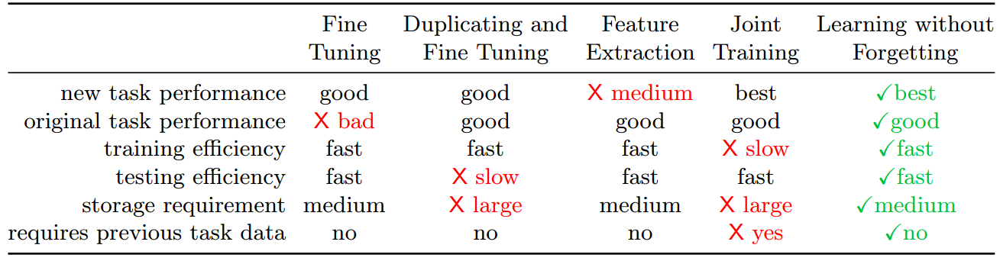 Fine Duplicating and Feature Joint Learning without
Tuning Fine Tuning Extraction Training Forgetting
new task performance good good X medium best ✓best
original task performance X bad good good good ✓good
training efficiency fast fast fast X slow ✓fast
testing efficiency fast X slow fast fast ✓fast
storage requirement medium X large medium X large ✓medium
requires previous task data no no no X yes ✓no